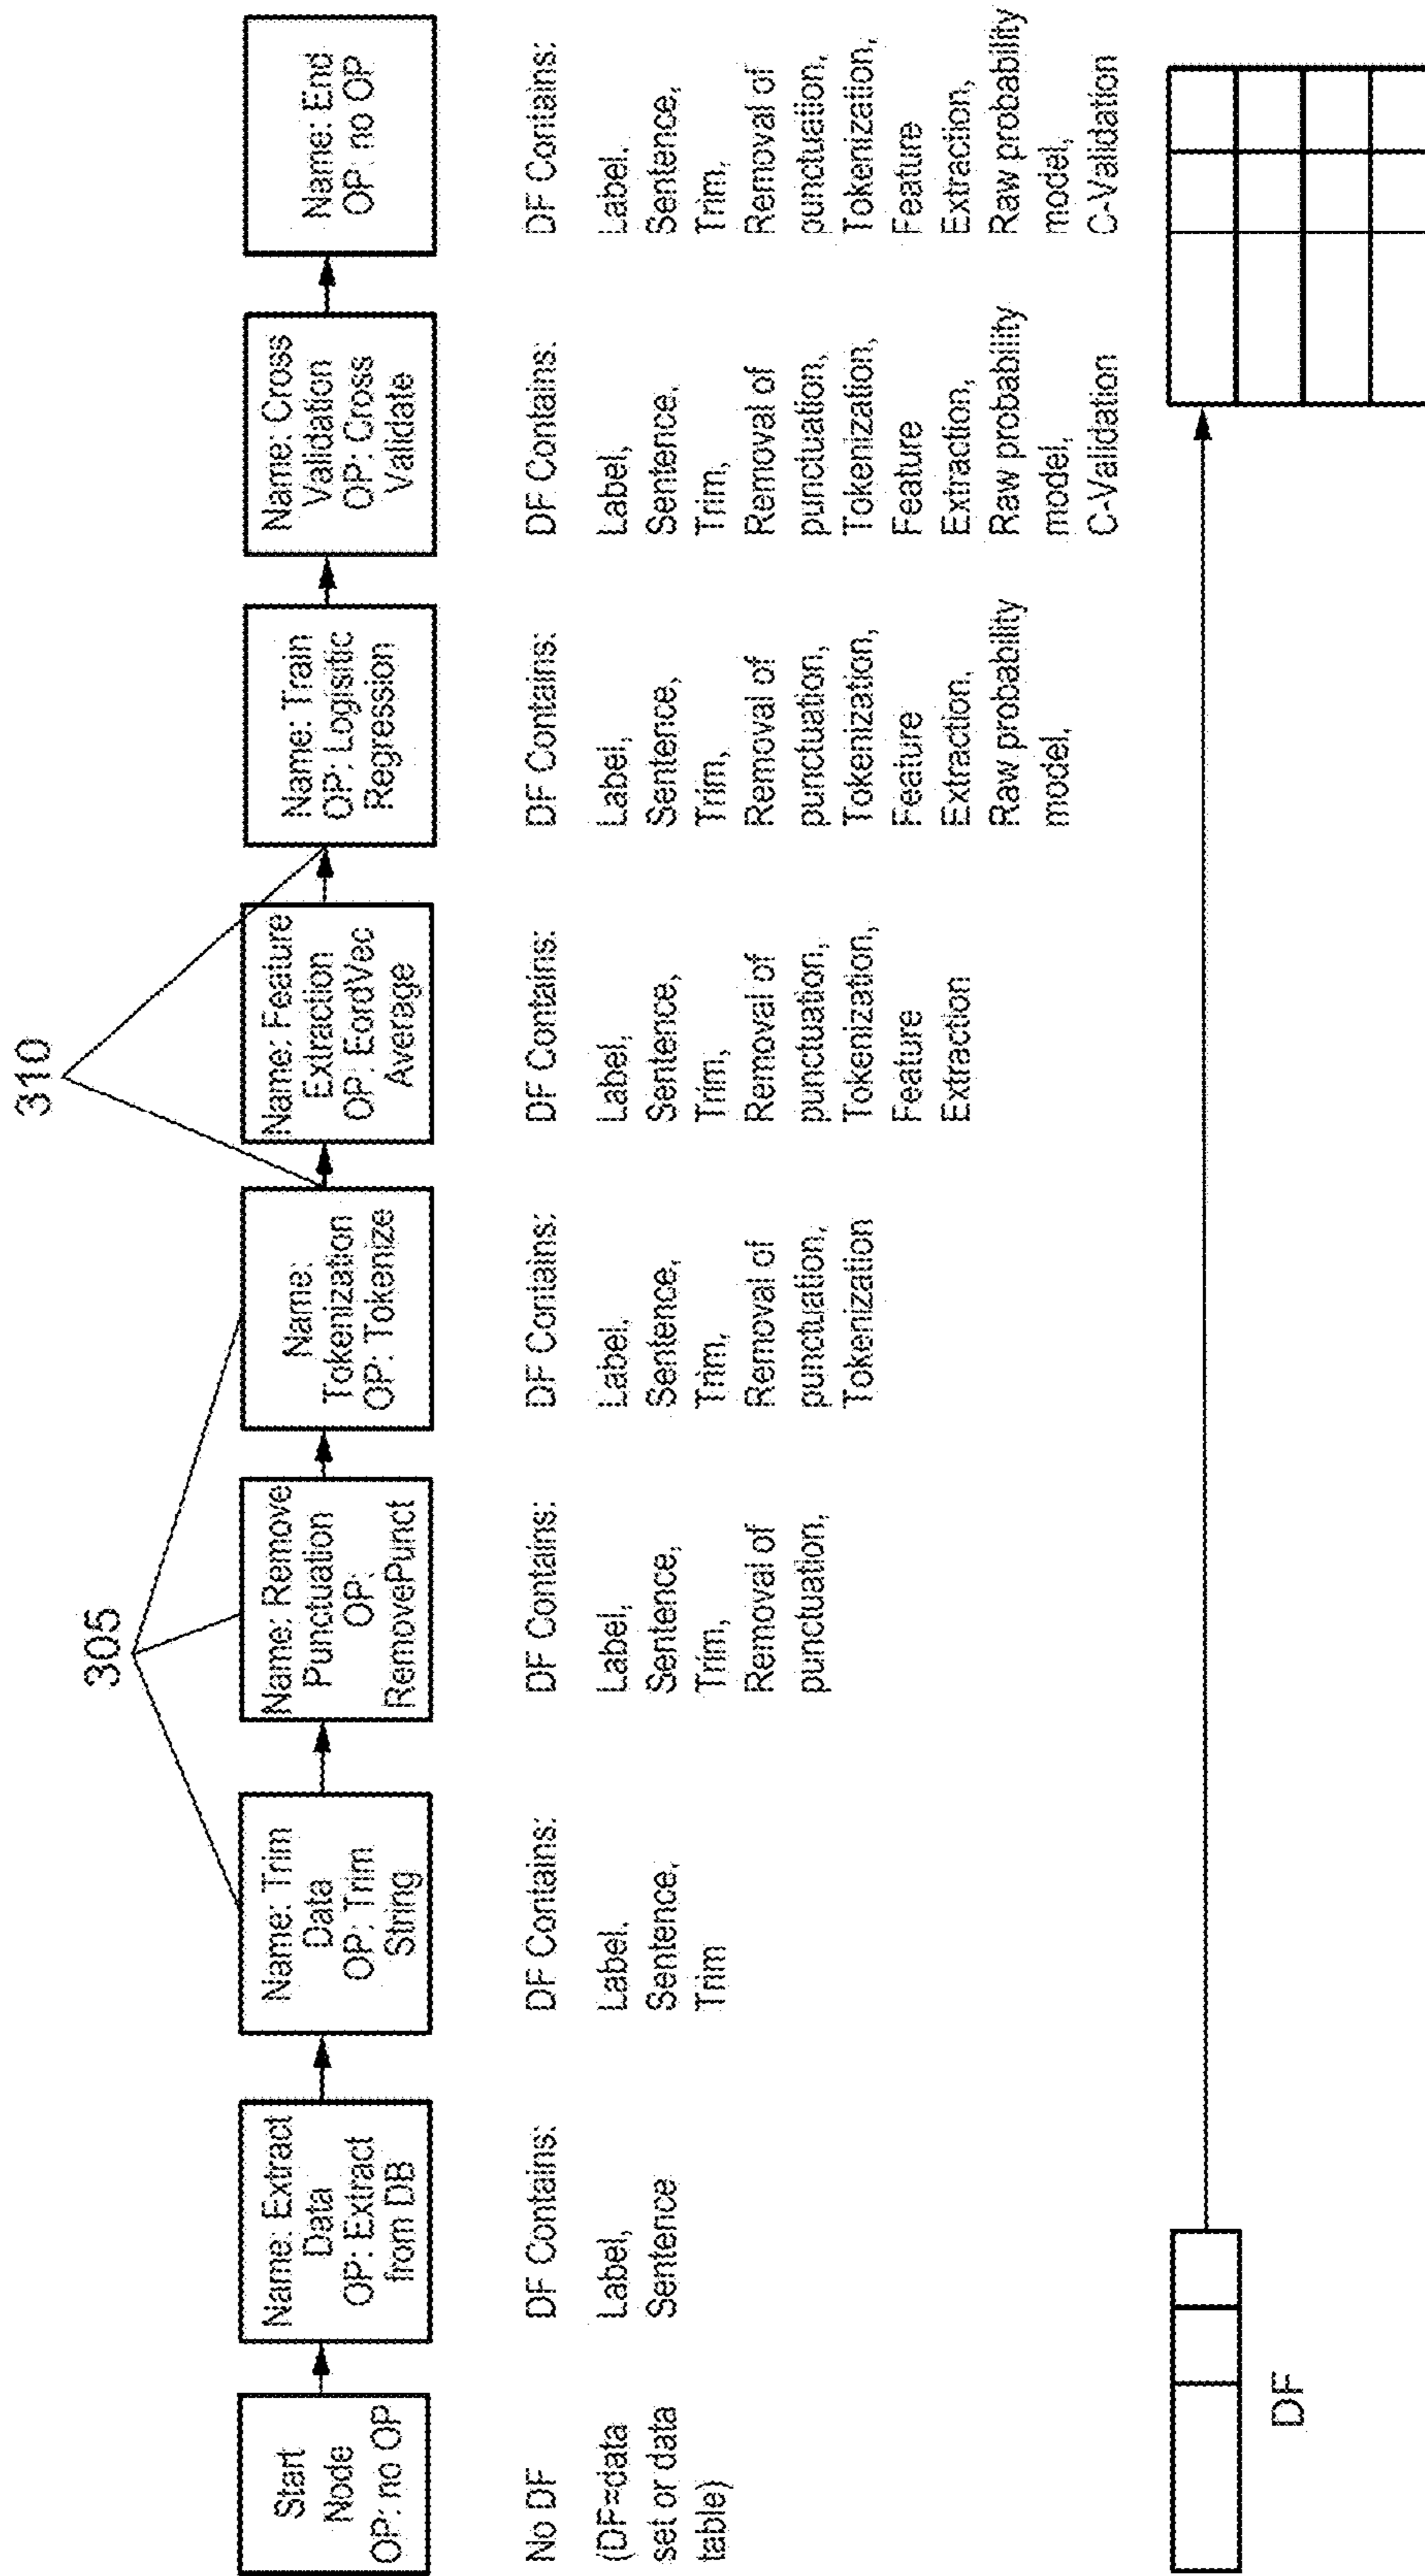 310
305
Start
Node
OP: no OP
Name: Extract
Data
OP: Extract
from DB
Name: Trim
Data
OP: Trim
String
Name: Remove
Punctuation
OP:
RemovePunct
Name:
Tokenization
OP: Tokenize
Name: Feature
Extraction
OP: EordVec
Average
Name: Train
OP: Logisitic
Regression
Name: Cross
Validation
OP: Cross
Validate
Name: End
OP: no OP
No DF
(DF=data
set or data
table)
DF Contains:
Label,
Sentence
DF Contains:
Label,
Sentence,
Trim
DF Contains:
Label,
Sentence,
Trim,
Removal of
punctuation,
DF Contains:
Label,
Sentence,
Trim,
Removal of
punctuation,
Tokenization
DF Contains:
Label,
Sentence,
Trim,
Removal of
punctuation,
Tokenization,
Feature
Extraction
DF Contains:
Label,
Sentence,
Trim,
Removal of
punctuation,
Tokenization,
Feature
Extraction,
Raw probability
model,
DF Contains:
Label,
Sentence,
Trim,
Removal of
punctuation,
Tokenization,
Feature
Extraction,
Raw probability
model,
C-Validation
DF Contains:
Label,
Sentence,
Trim,
Removal of
punctuation,
Tokenization,
Feature
Extraction,
Raw probability
model,
C-Validation
DF